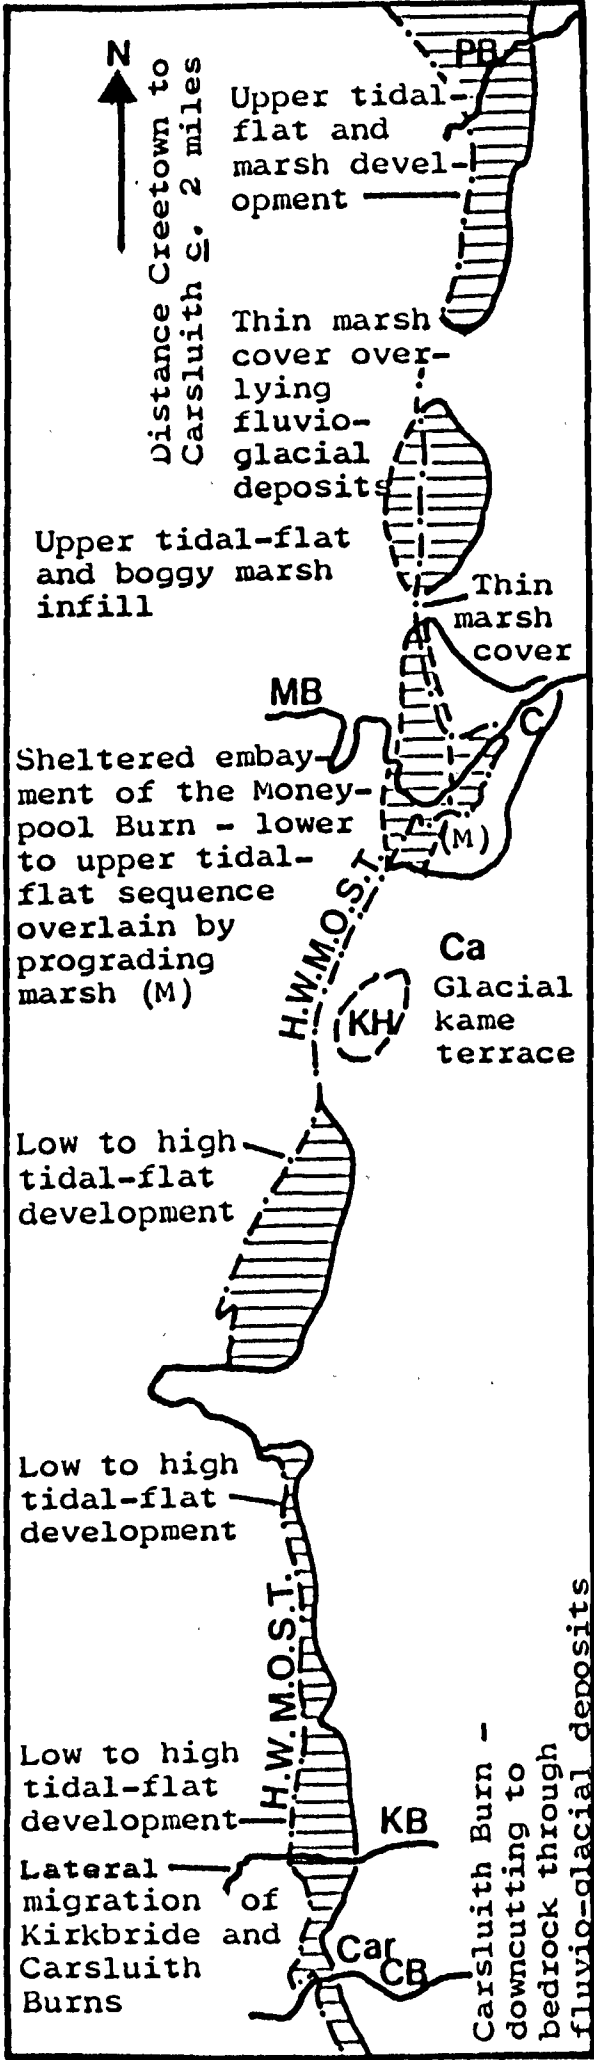 N
Distance Creetown to
Carsluith c. 2 miles
PB
Upper tidal-
flat and
marsh devel-
opment
Thin marsh
cover over-
lying
fluvio-
glacial
deposits
Upper tidal-flat
and boggy marsh
infill
Thin
marsh
cover
MB
C
Sheltered embay-
ment of the Money-
pool Burn - lower
to upper tidal-
flat sequence
overlain by
prograding
marsh (M)
(M)
H.W.M.O.S.T.
Ca
Glacial
kame
terrace
KH
Low to high
tidal-flat
development
Low to high
tidal-flat
development
H.W.M.O.S.T.
Low to high
tidal-flat
development
KB
Lateral
migration of
Kirkbride and
Carsluith
Burns
Car
CB
Carsluith Burn -
downcutting to
bedrock through
fluvio-glacial deposits